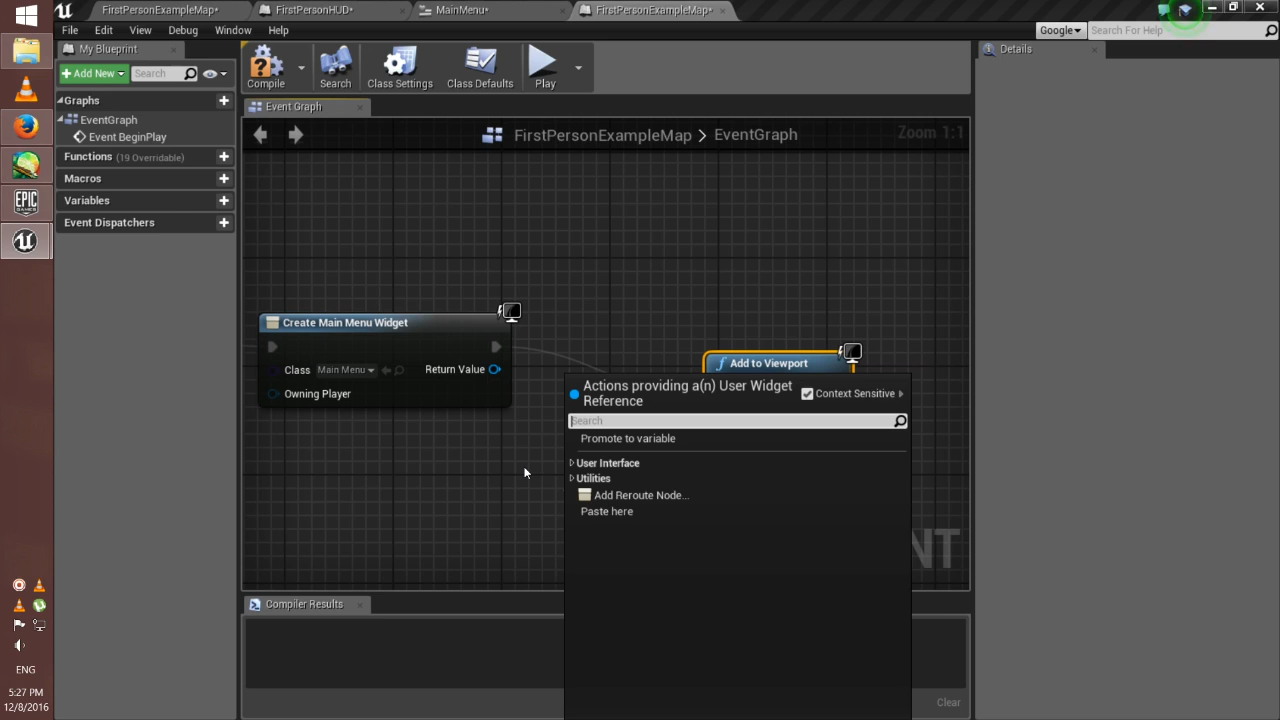 FirstPersonExampleMap*
FirstPersonHUD*
MainMenu*
FirstPersonExampleMap*
File Edit View Debug Window Help
Google
Search For Help
My Blueprint
Details
Add New
Search
Compile
Search
Class Settings
Class Defaults
Play
Graphs
EventGraph
Event BeginPlay
Functions (19 Overridable)
Macros
Variables
Event Dispatchers
Event Graph
FirstPersonExampleMap > EventGraph
Zoom 1:1
Create Main Menu Widget
Class Main Menu
Return Value
Owning Player
Add to Viewport
Actions providing a(n) User Widget
Reference
Context Sensitive
Search
Promote to variable
User Interface
Utilities
Add Reroute Node...
Paste here
NT
Compiler Results
Clear
EPIC
GAMES
ENG
5:27 PM
12/8/2016